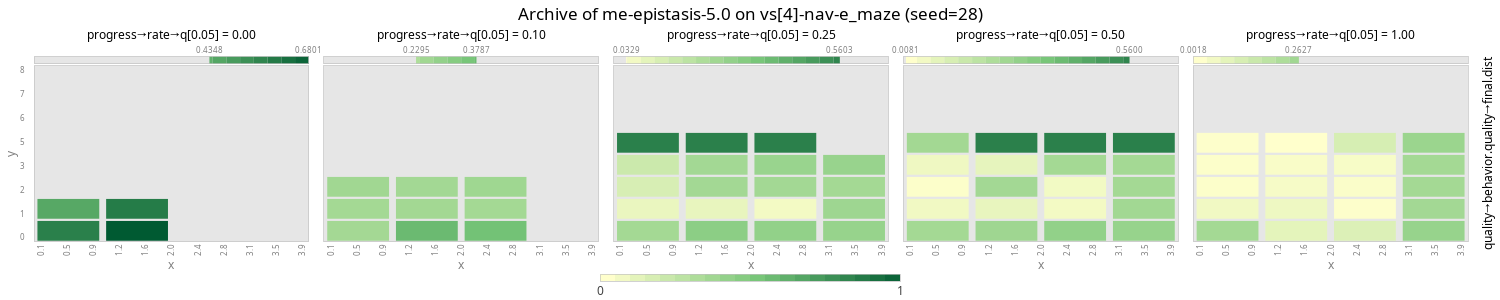 Archive of me-epistasis-5.0 on vs[4]-nav-e_maze (seed=28)
progress→rate→q[0.05] = 0.00
progress→rate→q[0.05] = 0.10
progress→rate→q[0.05] = 0.25
progress→rate→q[0.05] = 0.50
progress→rate→q[0.05] = 1.00
0.4348 0.6801
0.2295 0.3787
0.0329 0.5603
0.0081 0.5600
0.0018 0.2627
8
7
6
5
3
2
1
0
y
0.1 0.5 0.9 1.2 1.6 2.0 2.4 2.8 3.1 3.5 3.9
0.1 0.5 0.9 1.2 1.6 2.0 2.4 2.8 3.1 3.5 3.9
0.1 0.5 0.9 1.2 1.6 2.0 2.4 2.8 3.1 3.5 3.9
0.1 0.5 0.9 1.2 1.6 2.0 2.4 2.8 3.1 3.5 3.9
0.1 0.5 0.9 1.2 1.6 2.0 2.4 2.8 3.1 3.5 3.9
x
x
x
x
x
quality→behavior.quality→final.dist
0 1